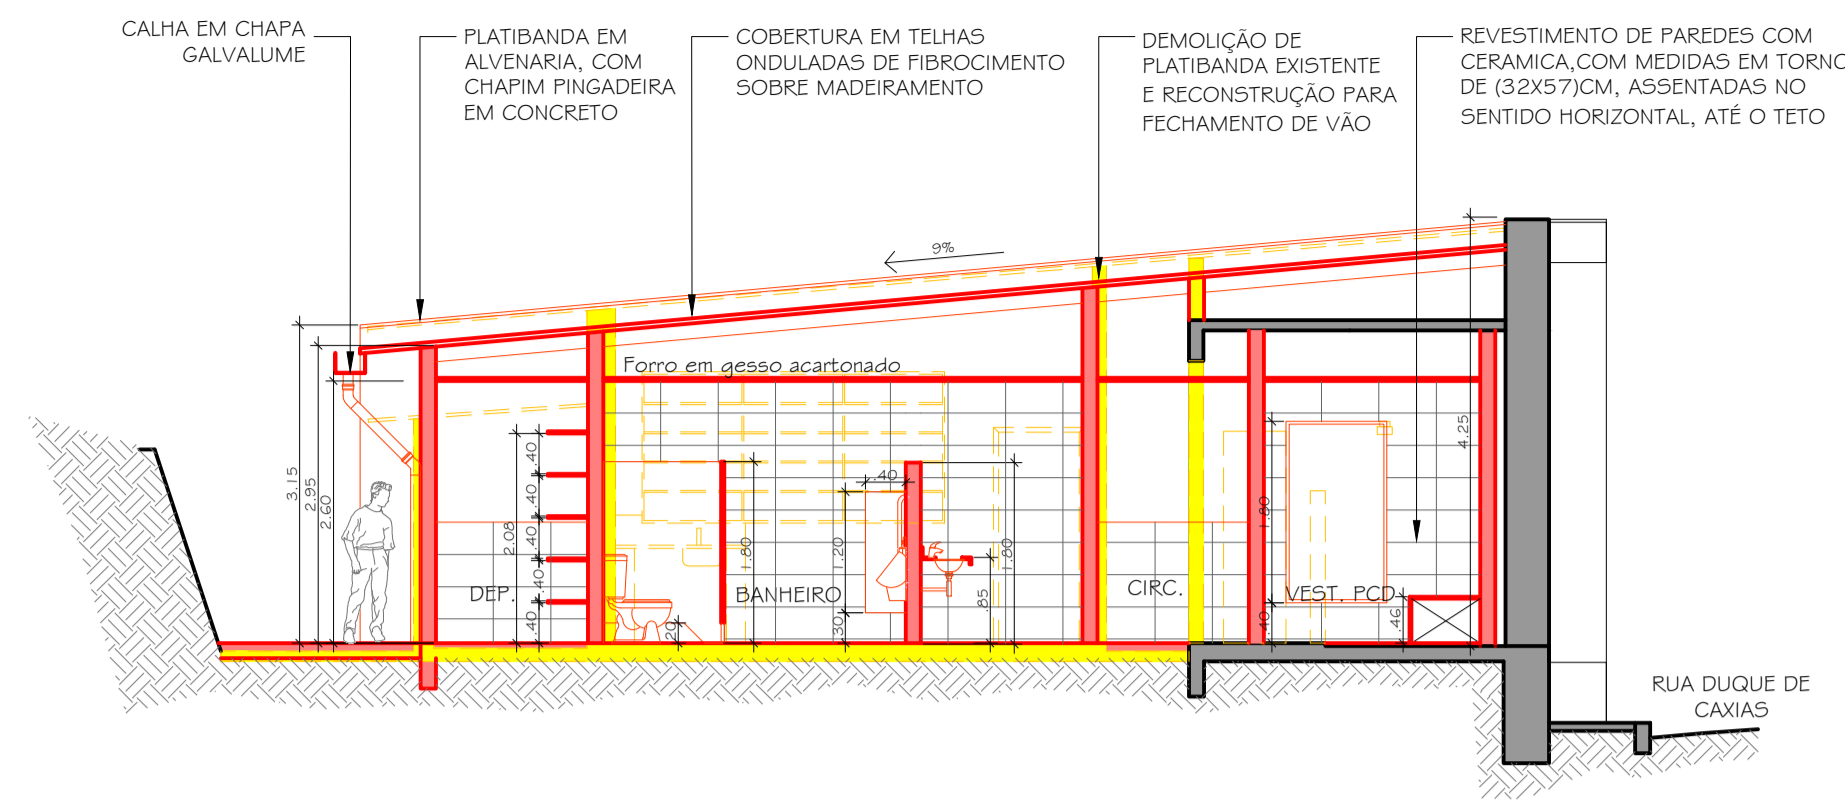 CALHA EM CHAPA
GALVALUME
PLATIBANDA EM
ALVENARIA, COM
CHAPIM PINGADEIRA
EM CONCRETO
COBERTURA EM TELHAS
ONDULADAS DE FIBROCIMENTO
SOBRE MADEIRAMENTO
DEMOLIÇÃO DE
PLATIBANDA EXISTENTE
E RECONSTRUÇÃO PARA
FECHAMENTO DE VÃO
REVESTIMENTO DE PAREDES COM
CERAMICA,COM MEDIDAS EM TORNO
DE (32X57)CM, ASSENTADAS NO
SENTIDO HORIZONTAL, ATÉ O TETO
9%
Forro em gesso acartonado
3.15
2.95
2.60
2.08
.40
.40
.40
.40
.40
DEP.
.20
1.80
BANHEIRO
1.20
.30
.40
.85
1.80
CIRC.
1.80
.40
VEST. PCD
.46
4.25
RUA DUQUE DE
CAXIAS